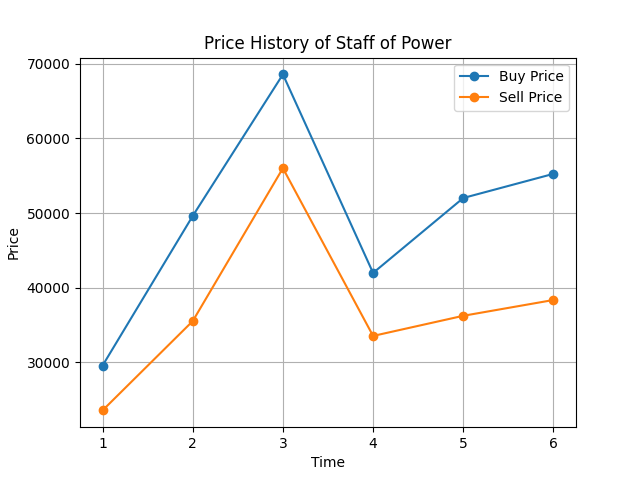 Price History of Staff of Power
Buy Price
Sell Price
70000
60000
50000
40000
30000
Price
1 2 3 4 5 6
Time